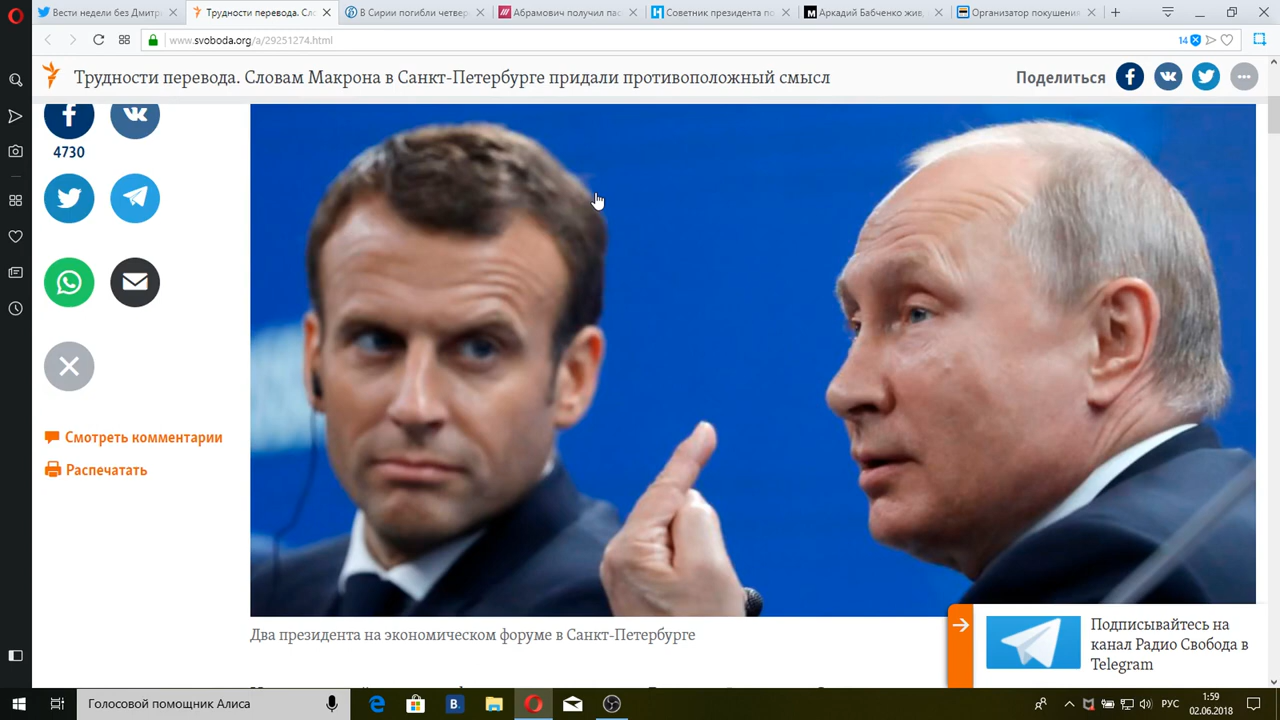 Вести недели без Дмитр
Трудности перевода. Сло
В Сирии погибли четвер
Абрамович получил пас
Советник президента по
Аркадий Бабченко жив,
Организатор покушения
www.svoboda.org/a/29251274.html
14
Трудности перевода. Словам Макрона в Санкт-Петербурге придали противоположный смысл
Поделиться
4730
Смотреть комментарии
Распечатать
Два президента на экономическом форуме в Санкт-Петербурге
Подписывайтесь на
канал Радио Свобода в
Telegram
Голосовой помощник Алиса
РУС
1:59
02.06.2018